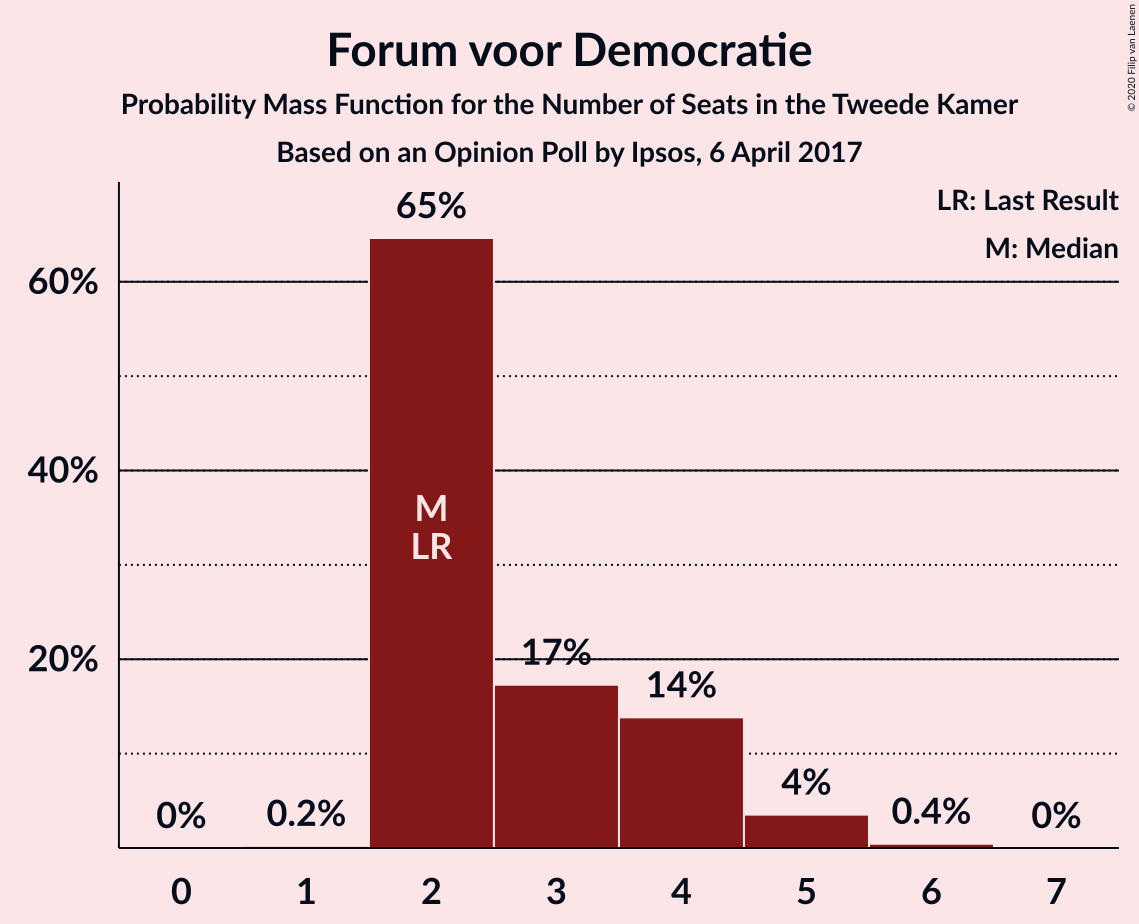 Forum voor Democratie
Probability Mass Function for the Number of Seats in the Tweede Kamer
Based on an Opinion Poll by Ipsos, 6 April 2017
© 2020 Filip van Laenen
LR: Last Result
M: Median
60%
40%
20%
0%
0.2%
65%
M
LR
17%
14%
4%
0.4%
0%
0 1 2 3 4 5 6 7